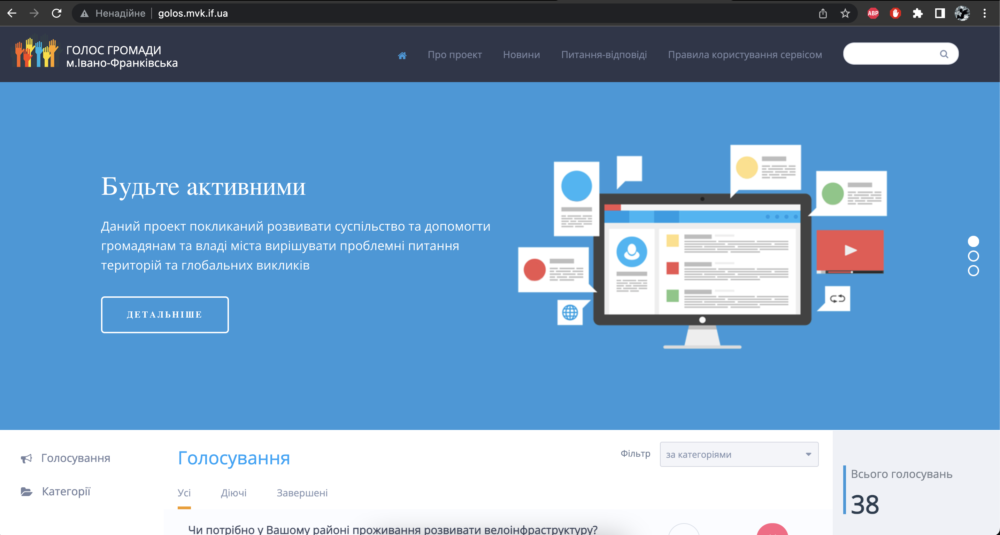 Ненадійне
golos.mvk.if.ua
ABP
ГОЛОС ГРОМАДИ
м.Івано-Франківська
Про проект
Новини
Питання-відповіді
Правила користування сервісом
Будьте активними
Даний проект покликаний розвивати суспільство та допомогти
громадянам та владі міста вирішувати проблемні питання
територій та глобальних викликів
ДЕТАЛЬНІШЕ
Голосування
Категорії
Голосування
Фільтр
за категоріями
Усі
Діючі
Завершені
Чи потрібно у Вашому районі проживання розвивати велоінфраструктуру?
Всього голосувань
38